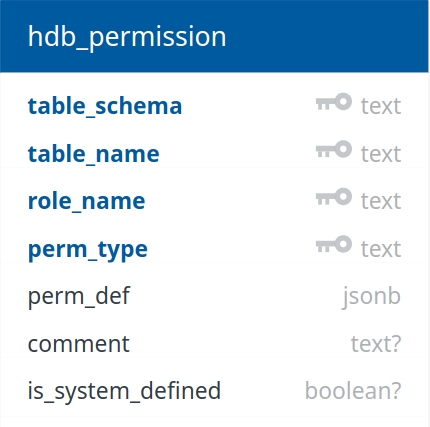 hdb_permission
table_schema text
table_name text
role_name text
perm_type text
perm_def jsonb
comment text?
is_system_defined boolean?